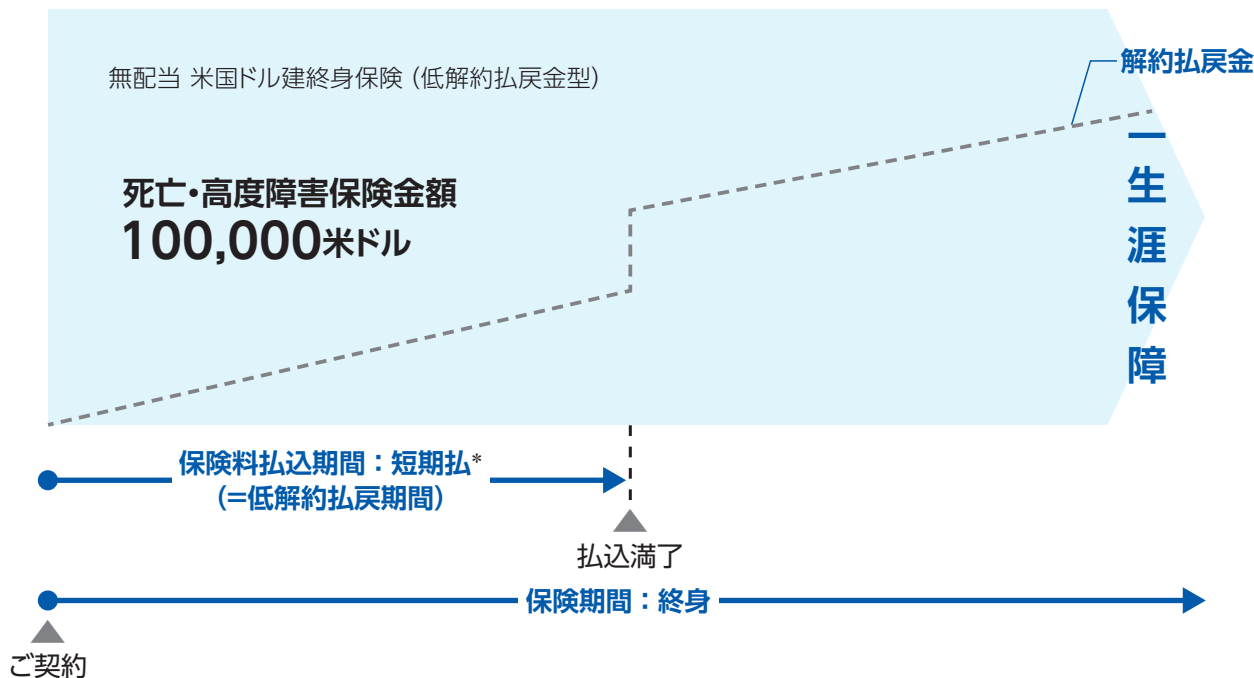 無配当 米国ドル建終身保険（低解約払戻金型）
解約払戻金
死亡・高度障害保険金額
100,000米ドル
一生涯保障
保険料払込期間：短期払*
（=低解約払戻期間）
払込満了
保険期間：終身
ご契約